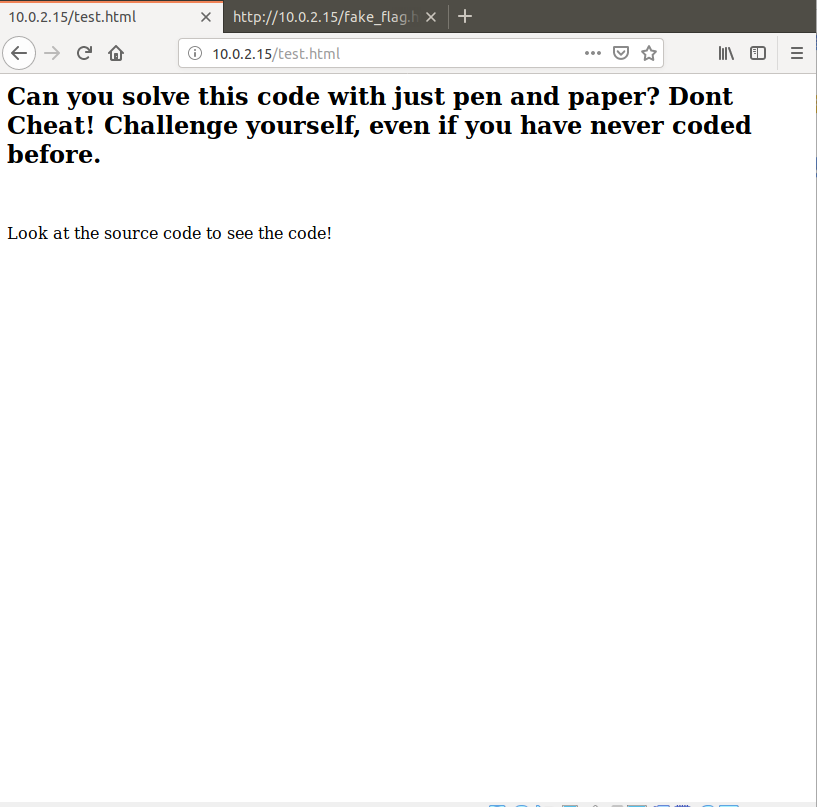 10.0.2.15/test.html
http://10.0.2.15/fake_flag.h
10.0.2.15/test.html
Can you solve this code with just pen and paper? Dont
Cheat! Challenge yourself, even if you have never coded
before.
Look at the source code to see the code!